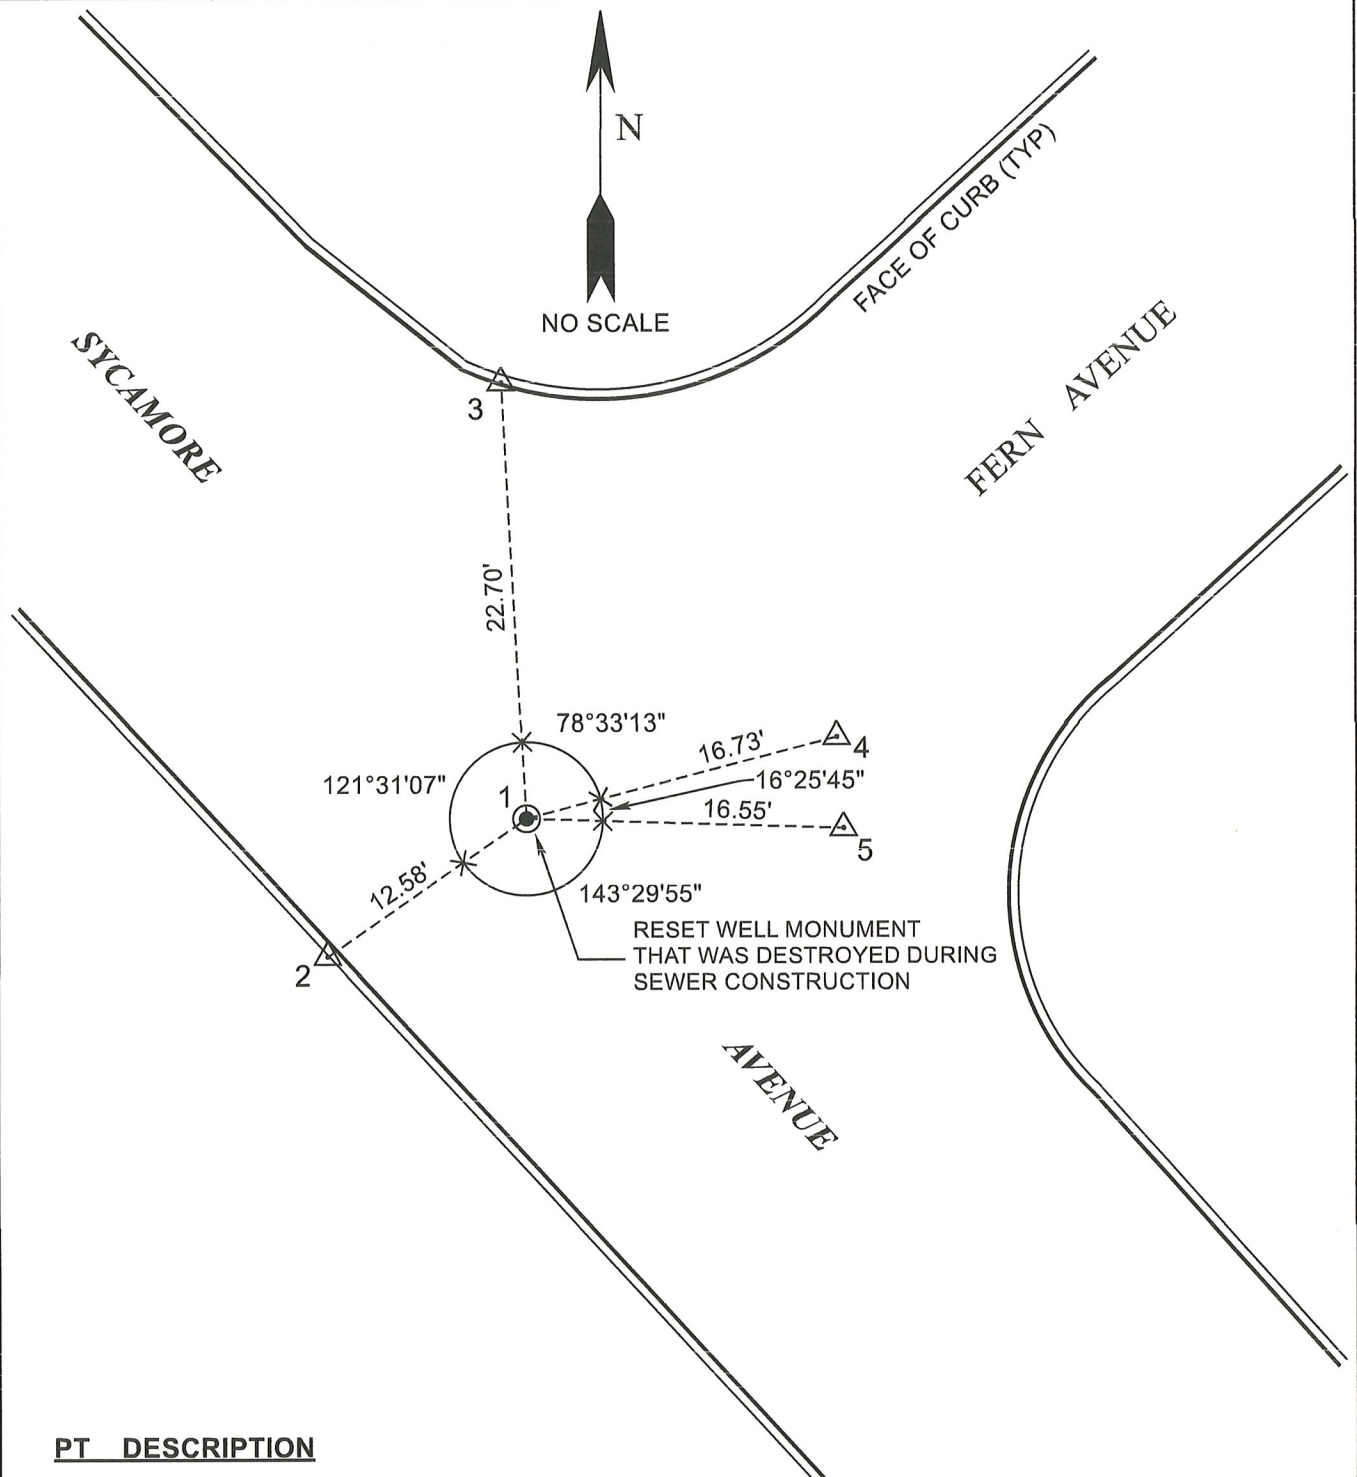 N
NO SCALE
FACE OF CURB (TYP)
SYCAMORE
FERN AVENUE
3
22.70'
78°33'13"
16.73'
4
121°31'07"
1
16°25'45"
16.55'
5
12.58'
143°29'55"
2
RESET WELL MONUMENT
THAT WAS DESTROYED DURING
SEWER CONSTRUCTION
AVENUE
PT DESCRIPTION